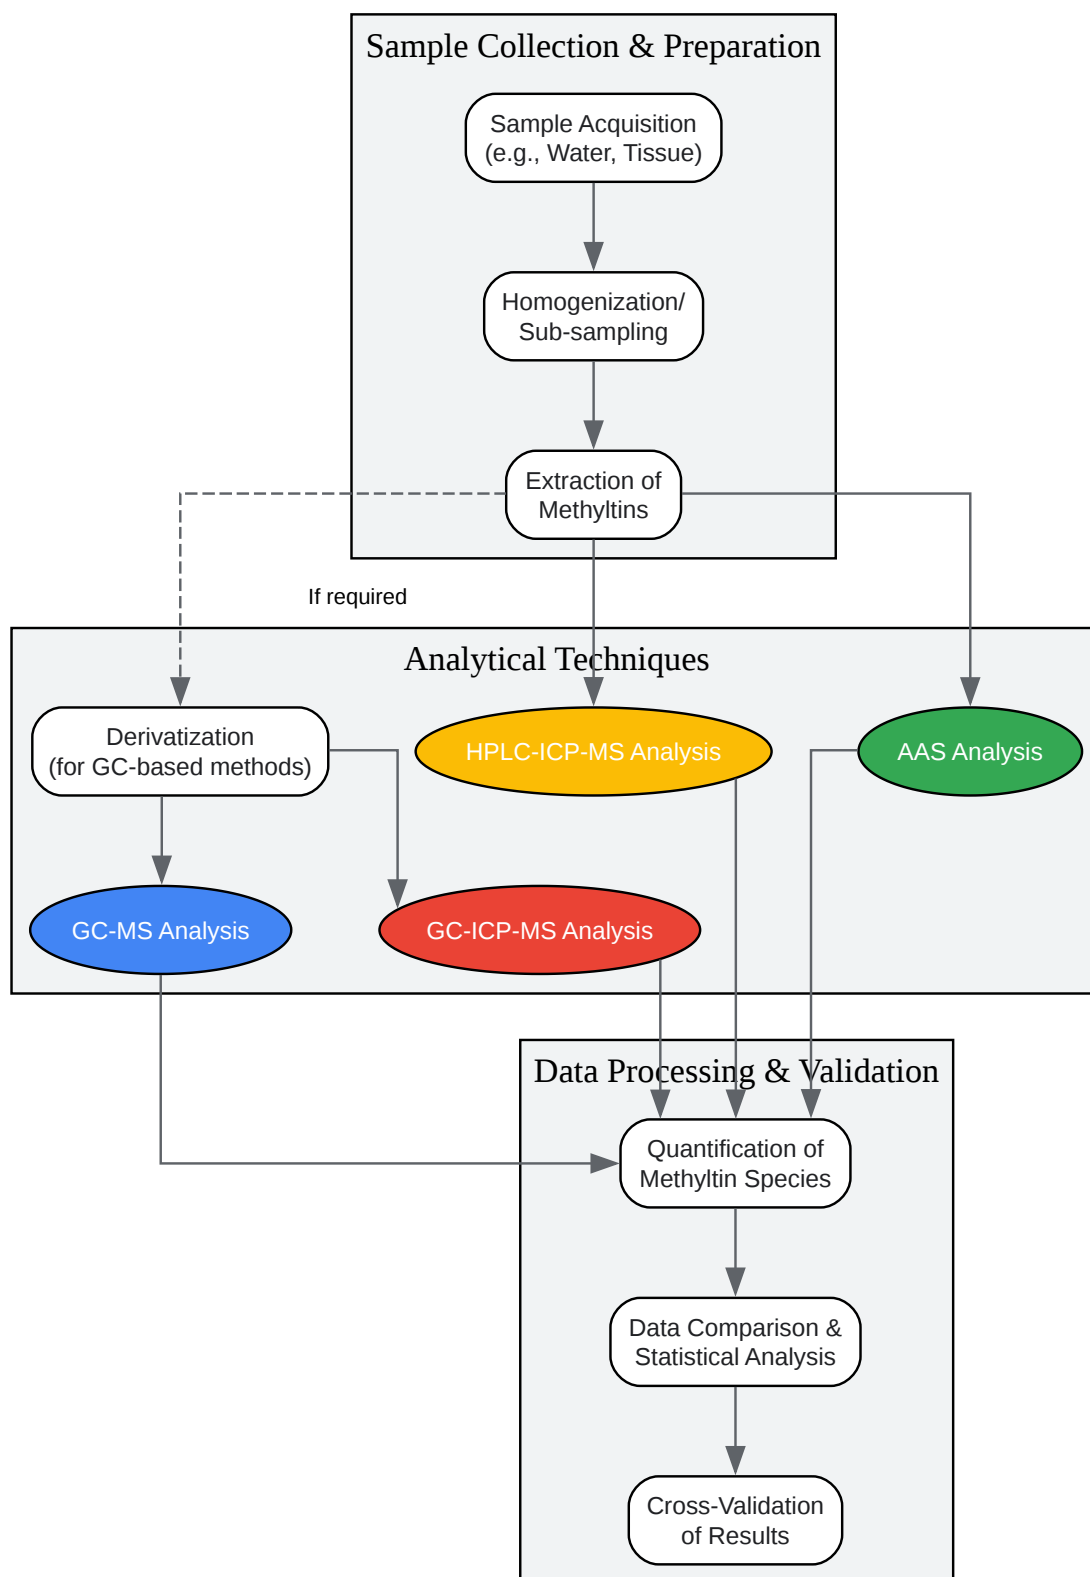 Sample Collection & Preparation
Sample Acquisition
(e.g., Water, Tissue)
Homogenization/
Sub-sampling
Extraction of
Methyltins
If required
Analytical Techniques
Derivatization
(for GC-based methods)
HPLC-ICP-MS Analysis
AAS Analysis
GC-MS Analysis
GC-ICP-MS Analysis
Data Processing & Validation
Quantification of
Methyltin Species
Data Comparison &
Statistical Analysis
Cross-Validation
of Results